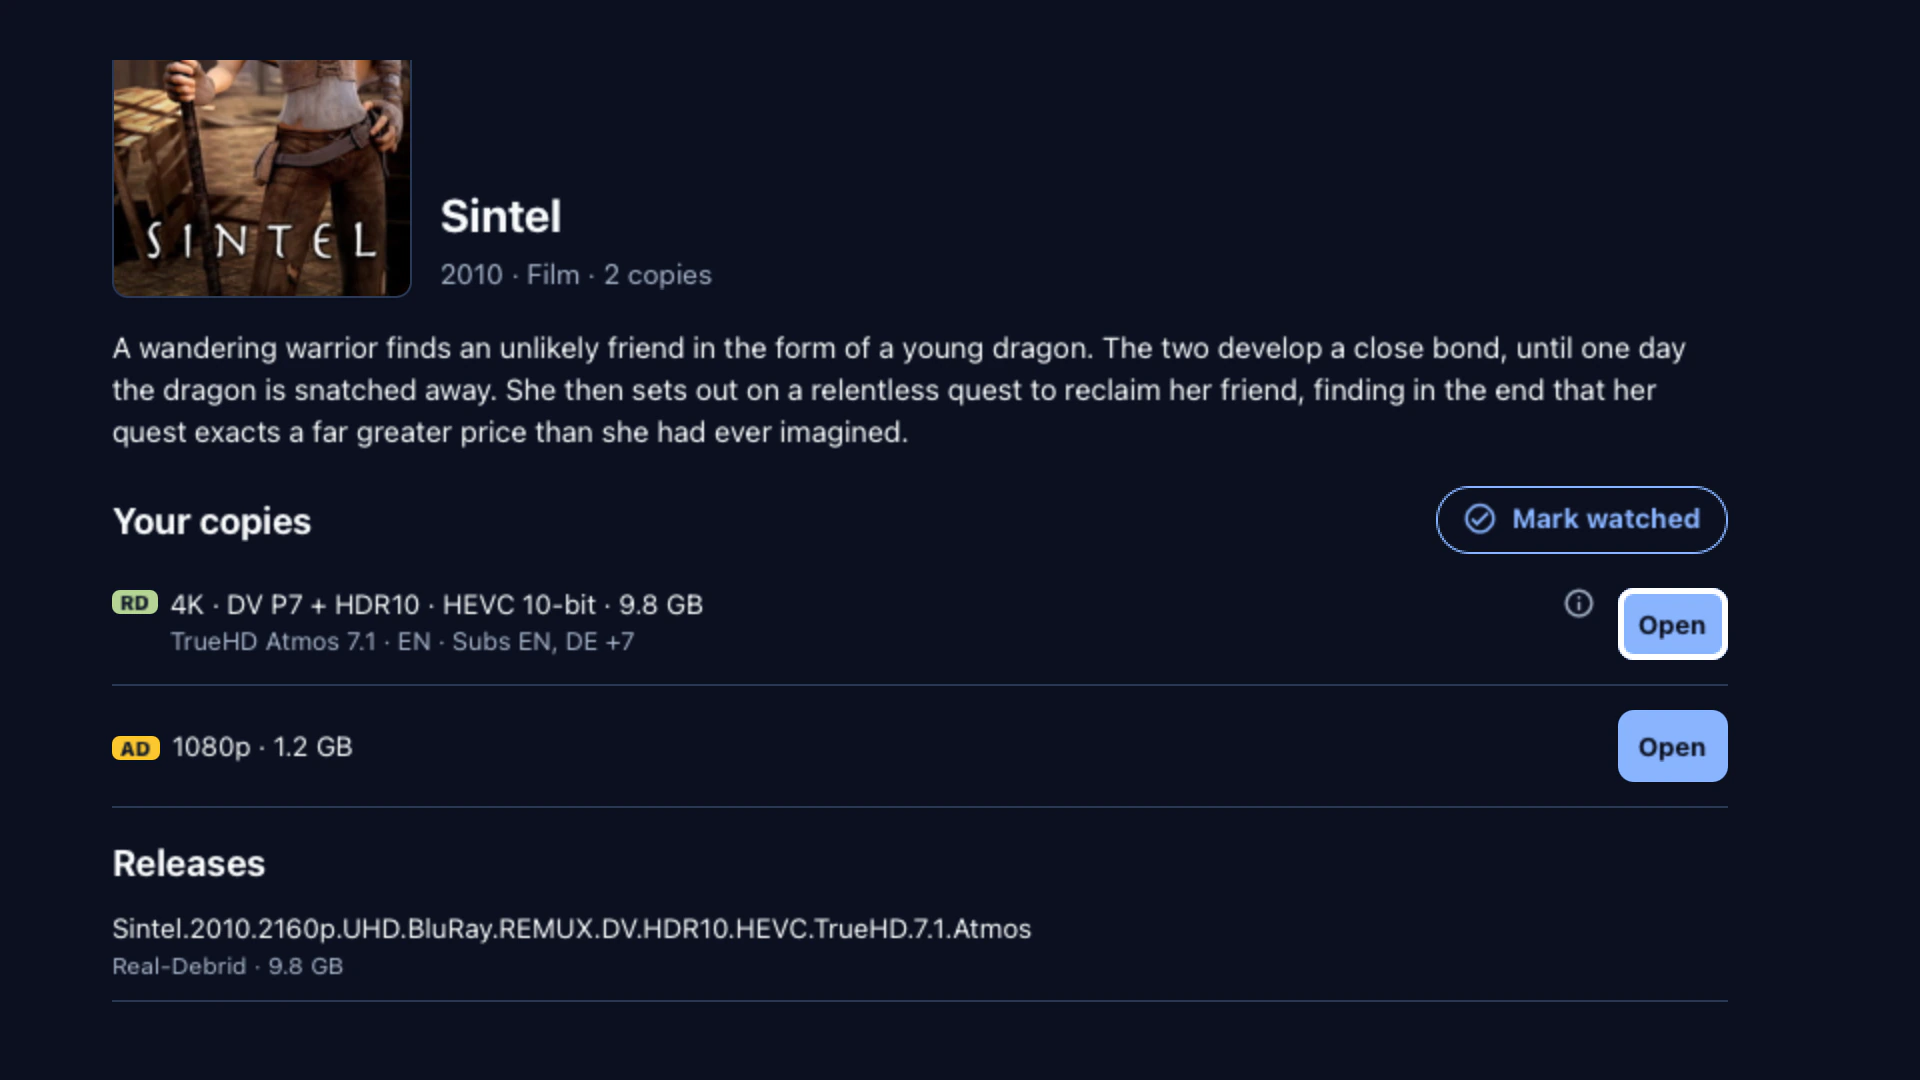 SINTEL
Sintel
2010 · Film · 2 copies
A wandering warrior finds an unlikely friend in the form of a young dragon. The two develop a close bond, until one day
the dragon is snatched away. She then sets out on a relentless quest to reclaim her friend, finding in the end that her
quest exacts a far greater price than she had ever imagined.
Your copies
Mark watched
RD 4K · DV P7 + HDR10 · HEVC 10-bit · 9.8 GB
TrueHD Atmos 7.1 · EN · Subs EN, DE +7
Open
AD 1080p · 1.2 GB
Open
Releases
Sintel.2010.2160p.UHD.BluRay.REMUX.DV.HDR10.HEVC.TrueHD.7.1.Atmos
Real-Debrid · 9.8 GB